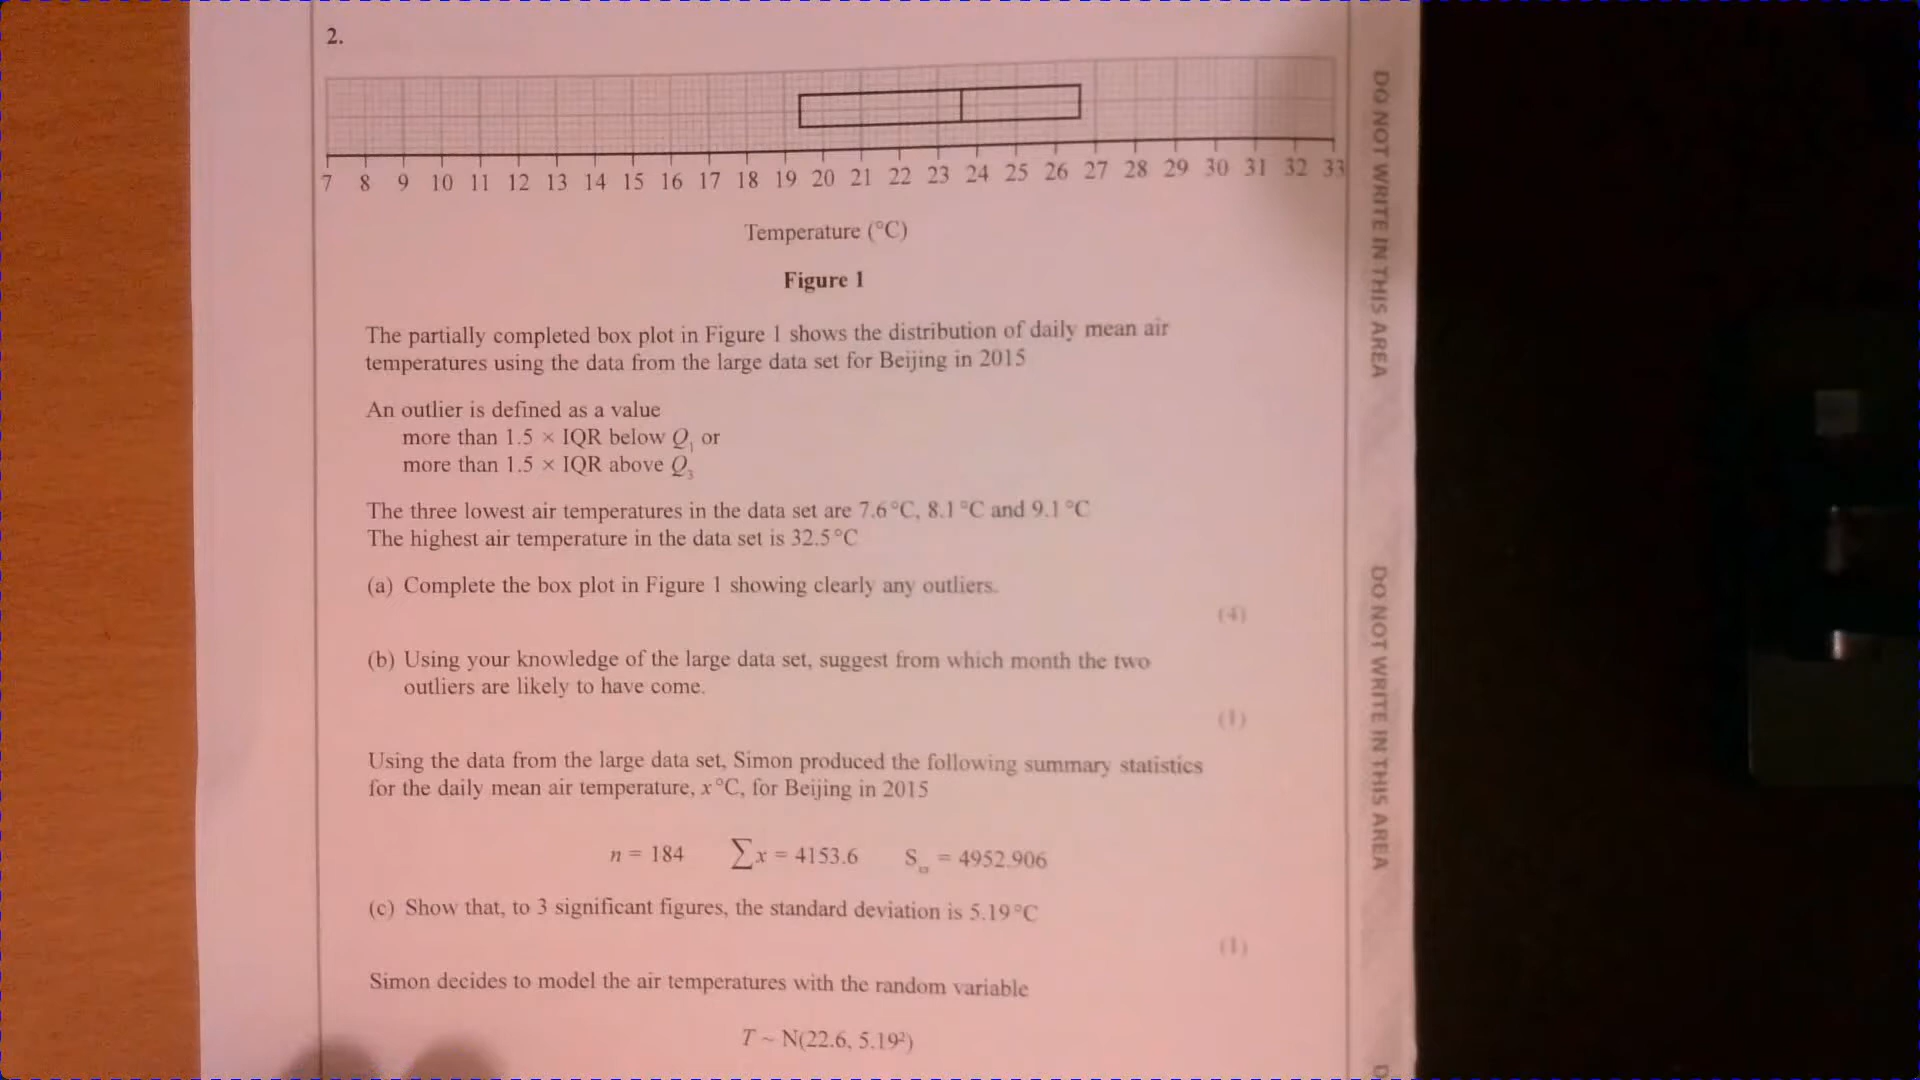 2.
7 8 9 10 11 12 13 14 15 16 17 18 19 20 21 22 23 24 25 26 27 28 29 30 31 32 33
Temperature (°C)
Figure 1
The partially completed box plot in Figure 1 shows the distribution of daily mean air
temperatures using the data from the large data set for Beijing in 2015
An outlier is defined as a value
more than 1.5 × IQR below Q₁ or
more than 1.5 × IQR above Q₃
The three lowest air temperatures in the data set are 7.6 °C, 8.1 °C and 9.1 °C
The highest air temperature in the data set is 32.5 °C
(a) Complete the box plot in Figure 1 showing clearly any outliers.
(4)
(b) Using your knowledge of the large data set, suggest from which month the two
outliers are likely to have come.
(1)
Using the data from the large data set, Simon produced the following summary statistics
for the daily mean air temperature, x °C, for Beijing in 2015
n = 184 ∑x = 4153.6 Sₓₓ = 4952.906
(c) Show that, to 3 significant figures, the standard deviation is 5.19 °C
(1)
Simon decides to model the air temperatures with the random variable
T ~ N(22.6, 5.19²)
DO NOT WRITE IN THIS AREA
DO NOT WRITE IN THIS AREA
D